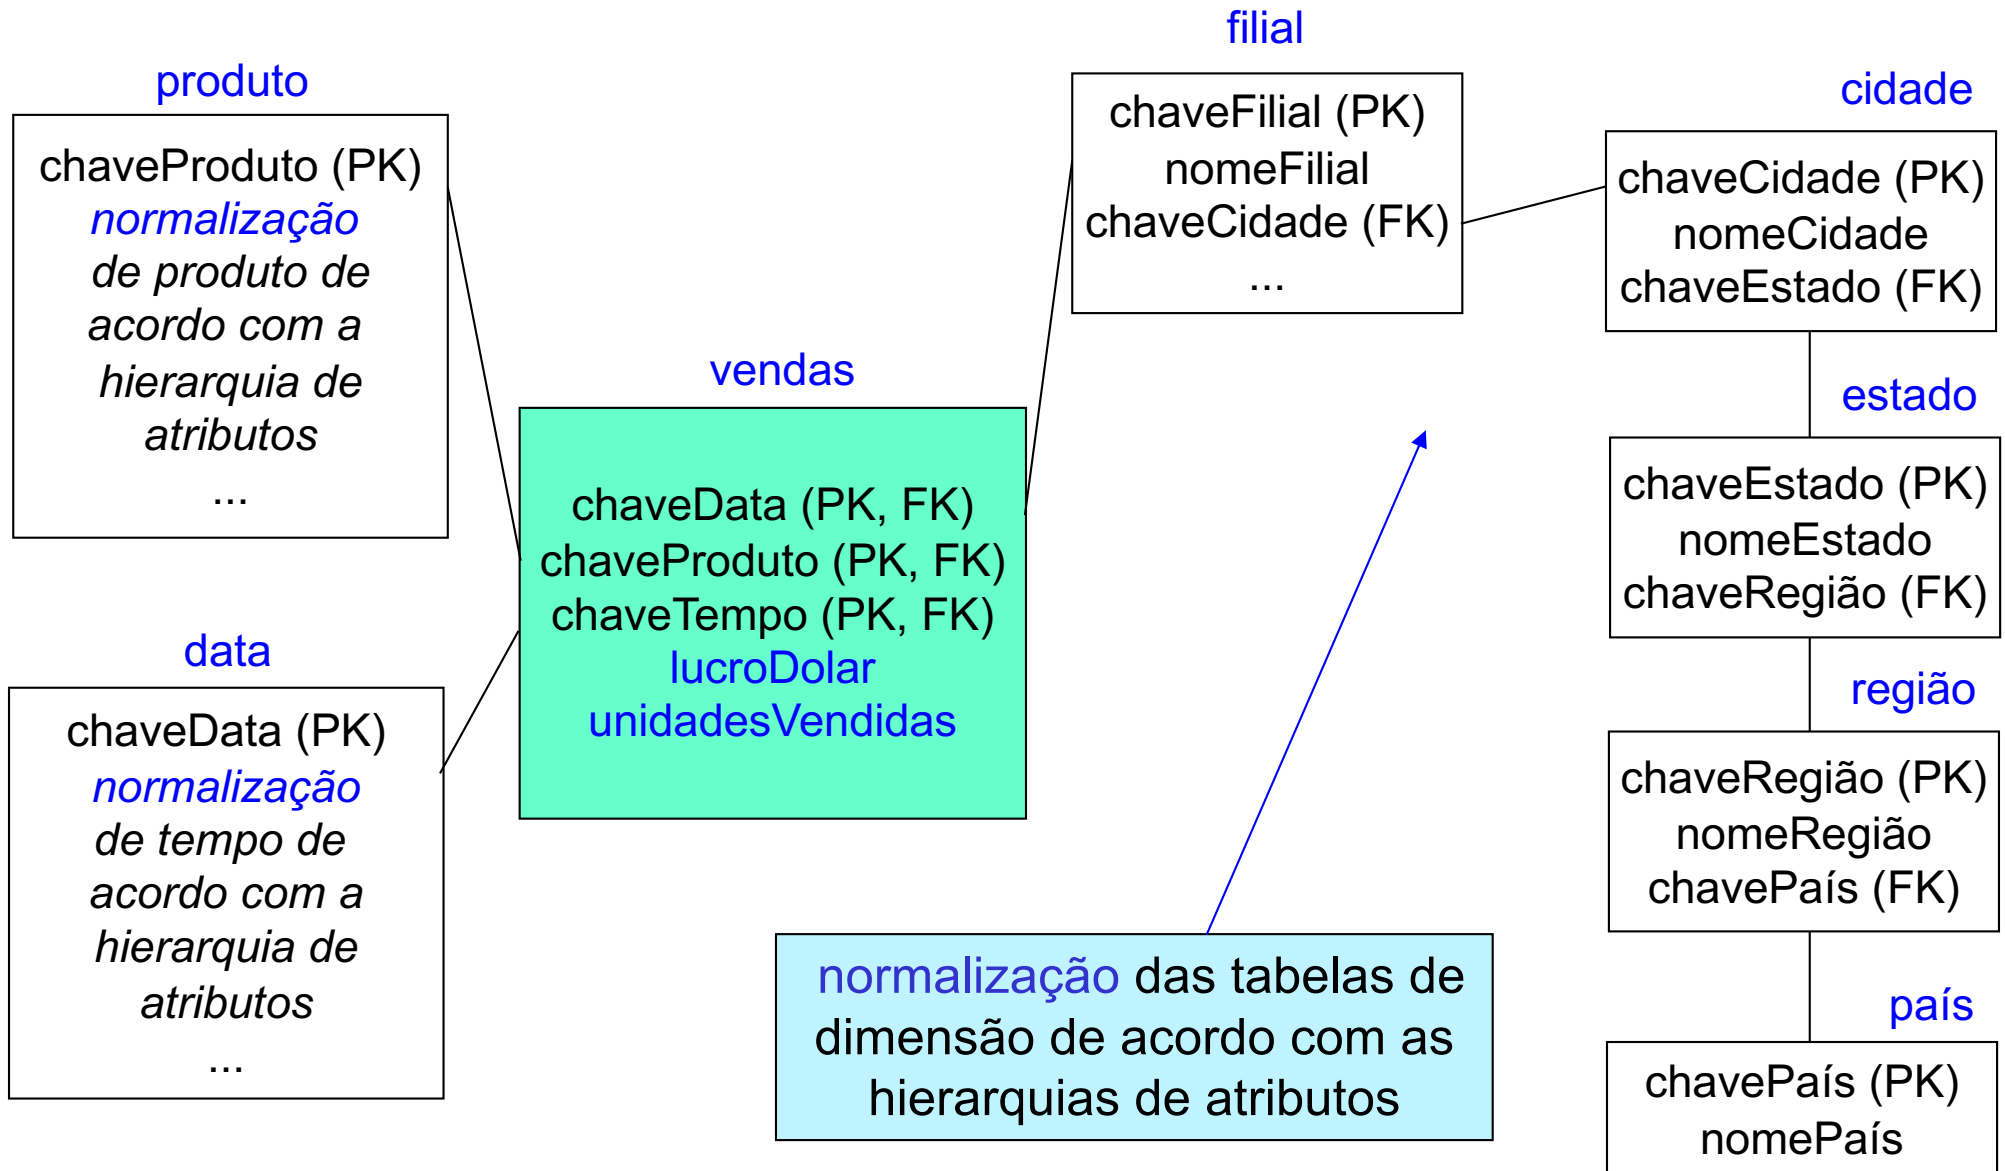 produto
chaveProduto (PK)
normalização
de produto de
acordo com a
hierarquia de
atributos
...
data
chaveData (PK)
normalização
de tempo de
acordo com a
hierarquia de
atributos
...
vendas
chaveData (PK, FK)
chaveProduto (PK, FK)
chaveTempo (PK, FK)
lucroDolar
unidadesVendidas
filial
chaveFilial (PK)
nomeFilial
chaveCidade (FK)
...
cidade
chaveCidade (PK)
nomeCidade
chaveEstado (FK)
estado
chaveEstado (PK)
nomeEstado
chaveRegião (FK)
região
chaveRegião (PK)
nomeRegião
chavePaís (FK)
país
chavePaís (PK)
nomePaís
normalização das tabelas de
dimensão de acordo com as
hierarquias de atributos